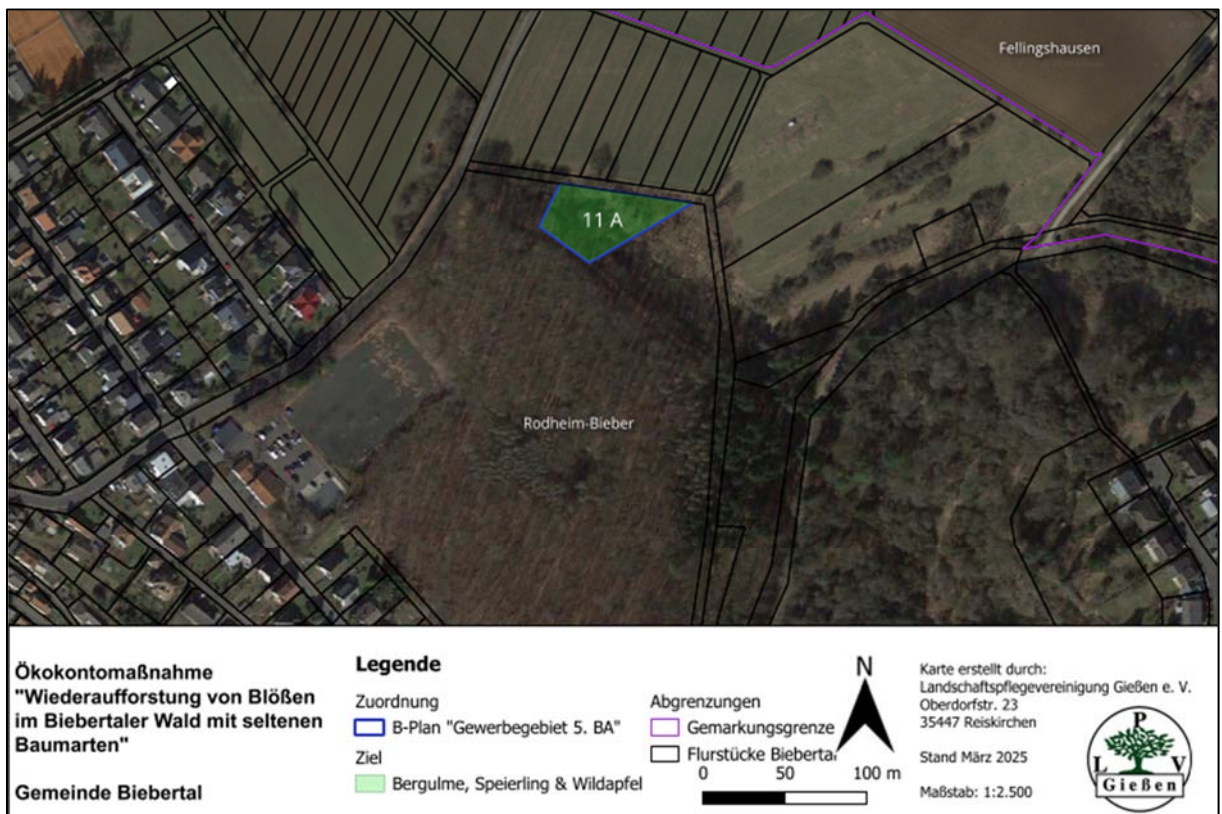 Fellingshausen
11 A
Rodheim-Bieber
Ökokontomaßnahme
"Wiederaufforstung von Blößen
im Biebertaler Wald mit seltenen
Baumarten"
Gemeinde Biebertal
Legende
Zuordnung
B-Plan "Gewerbegebiet 5. BA"
Ziel
Bergulme, Speierling & Wildapfel
Abgrenzungen
Gemarkungsgrenze
Flurstücke Biebertal
N
0 50 100 m
Karte erstellt durch:
Landschaftspflegevereinigung Gießen e. V.
Oberdorfstr. 23
35447 Reiskirchen
Stand März 2025
Maßstab: 1:2.500
P
L V
Gießen